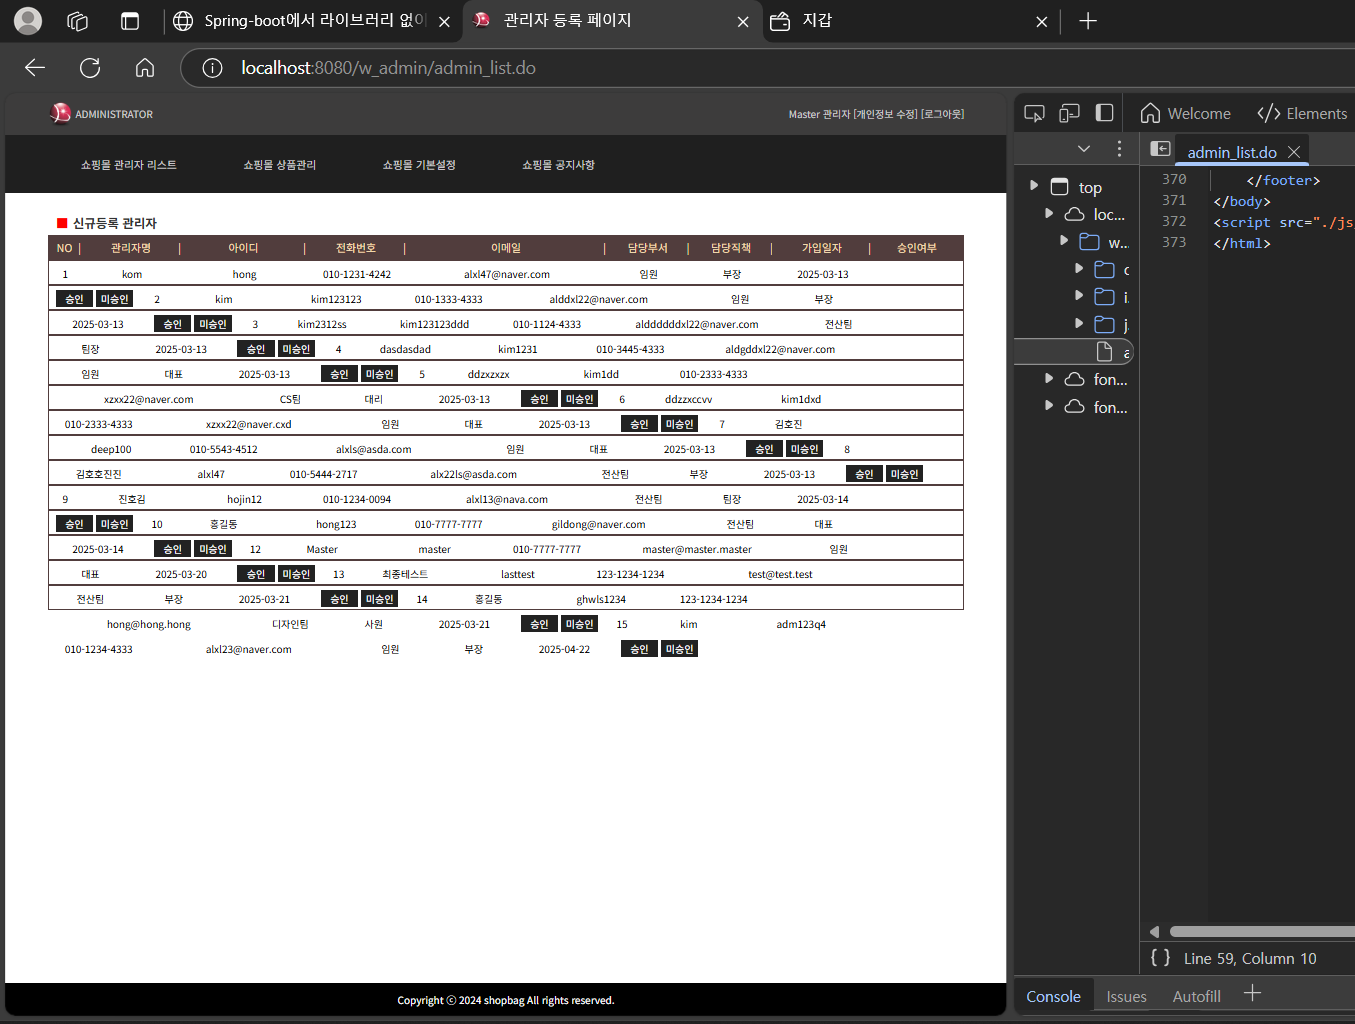 Spring-boot에서 라이브러리 없이
관리자 등록 페이지
지갑
localhost:8080/w_admin/admin_list.do
ADMINISTRATOR
Master 관리자 [개인정보 수정] [로그아웃]
쇼핑몰 관리자 리스트 쇼핑몰 상품관리 쇼핑몰 기본설정 쇼핑몰 공지사항
신규등록 관리자
NO | 관리자명 | 아이디 | 전화번호 | 이메일 | 담당부서 | 담당직책 | 가입일자 | 승인여부
1 kom hong 010-1231-4242 alxl47@naver.com 임원 부장 2025-03-13
승인 미승인 2 kim kim123123 010-1333-4333 alddxl22@naver.com 임원 부장
2025-03-13 승인 미승인 3 kim2312ss kim123123ddd 010-1124-4333 alddddddxl22@naver.com 전산팀
팀장 2025-03-13 승인 미승인 4 dasdasdad kim1231 010-3445-4333 aldgddxl22@naver.com
임원 대표 2025-03-13 승인 미승인 5 ddzxzxzx kim1dd 010-2333-4333
xzxx22@naver.com CS팀 대리 2025-03-13 승인 미승인 6 ddzzxccvv kim1dxd
010-2333-4333 xzxx22@naver.cxd 임원 대표 2025-03-13 승인 미승인 7 김호진
deep100 010-5543-4512 alxls@asda.com 임원 대표 2025-03-13 승인 미승인 8
김호호진진 alxl47 010-5444-2717 alx22ls@asda.com 전산팀 부장 2025-03-13 승인 미승인
9 진호김 hojin12 010-1234-0094 alxl13@nava.com 전산팀 팀장 2025-03-14
승인 미승인 10 홍길동 hong123 010-7777-7777 gildong@naver.com 전산팀 대표
2025-03-14 승인 미승인 12 Master master 010-7777-7777 master@master.master 임원
대표 2025-03-20 승인 미승인 13 최종테스트 lasttest 123-1234-1234 test@test.test
전산팀 부장 2025-03-21 승인 미승인 14 홍길동 ghwls1234 123-1234-1234
hong@hong.hong 디자인팀 사원 2025-03-21 승인 미승인 15 kim adm123q4
010-1234-4333 alxl23@naver.com 임원 부장 2025-04-22 승인 미승인
Copyright ⓒ 2024 shopbag All rights reserved.
Welcome </> Elements
admin_list.do
top
loc...
w...
fon...
fon...
370 </footer>
371 </body>
372 <script src="./js
373 </html>
{ } Line 59, Column 10
Console Issues Autofill